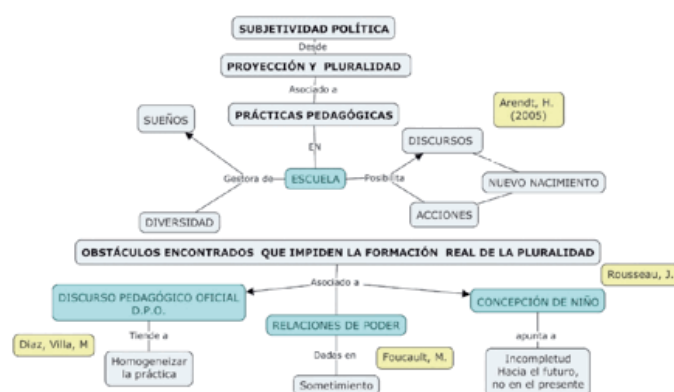 SUBJETIVIDAD POLÍTICA
Desde
PROYECCIÓN Y PLURALIDAD
Asociado a
PRÁCTICAS PEDAGÓGICAS
Arendt, H.
(2005)
SUEÑOS
EN
DISCURSOS
Gestora de
ESCUELA
Posibilita
NUEVO NACIMIENTO
DIVERSIDAD
ACCIONES
OBSTÁCULOS ENCONTRADOS QUE IMPIDEN LA FORMACIÓN REAL DE LA PLURALIDAD
Rousseau, J.
Asociado a
DISCURSO PEDAGÓGICO OFICIAL
D.P.O.
CONCEPCIÓN DE NIÑO
RELACIONES DE PODER
Diaz, Villa, M
Tiende a
apunta a
Homogeneizar
la práctica
Dadas en
Foucault, M.
Incompletud
Hacia el futuro,
no en el presente
Sometimiento